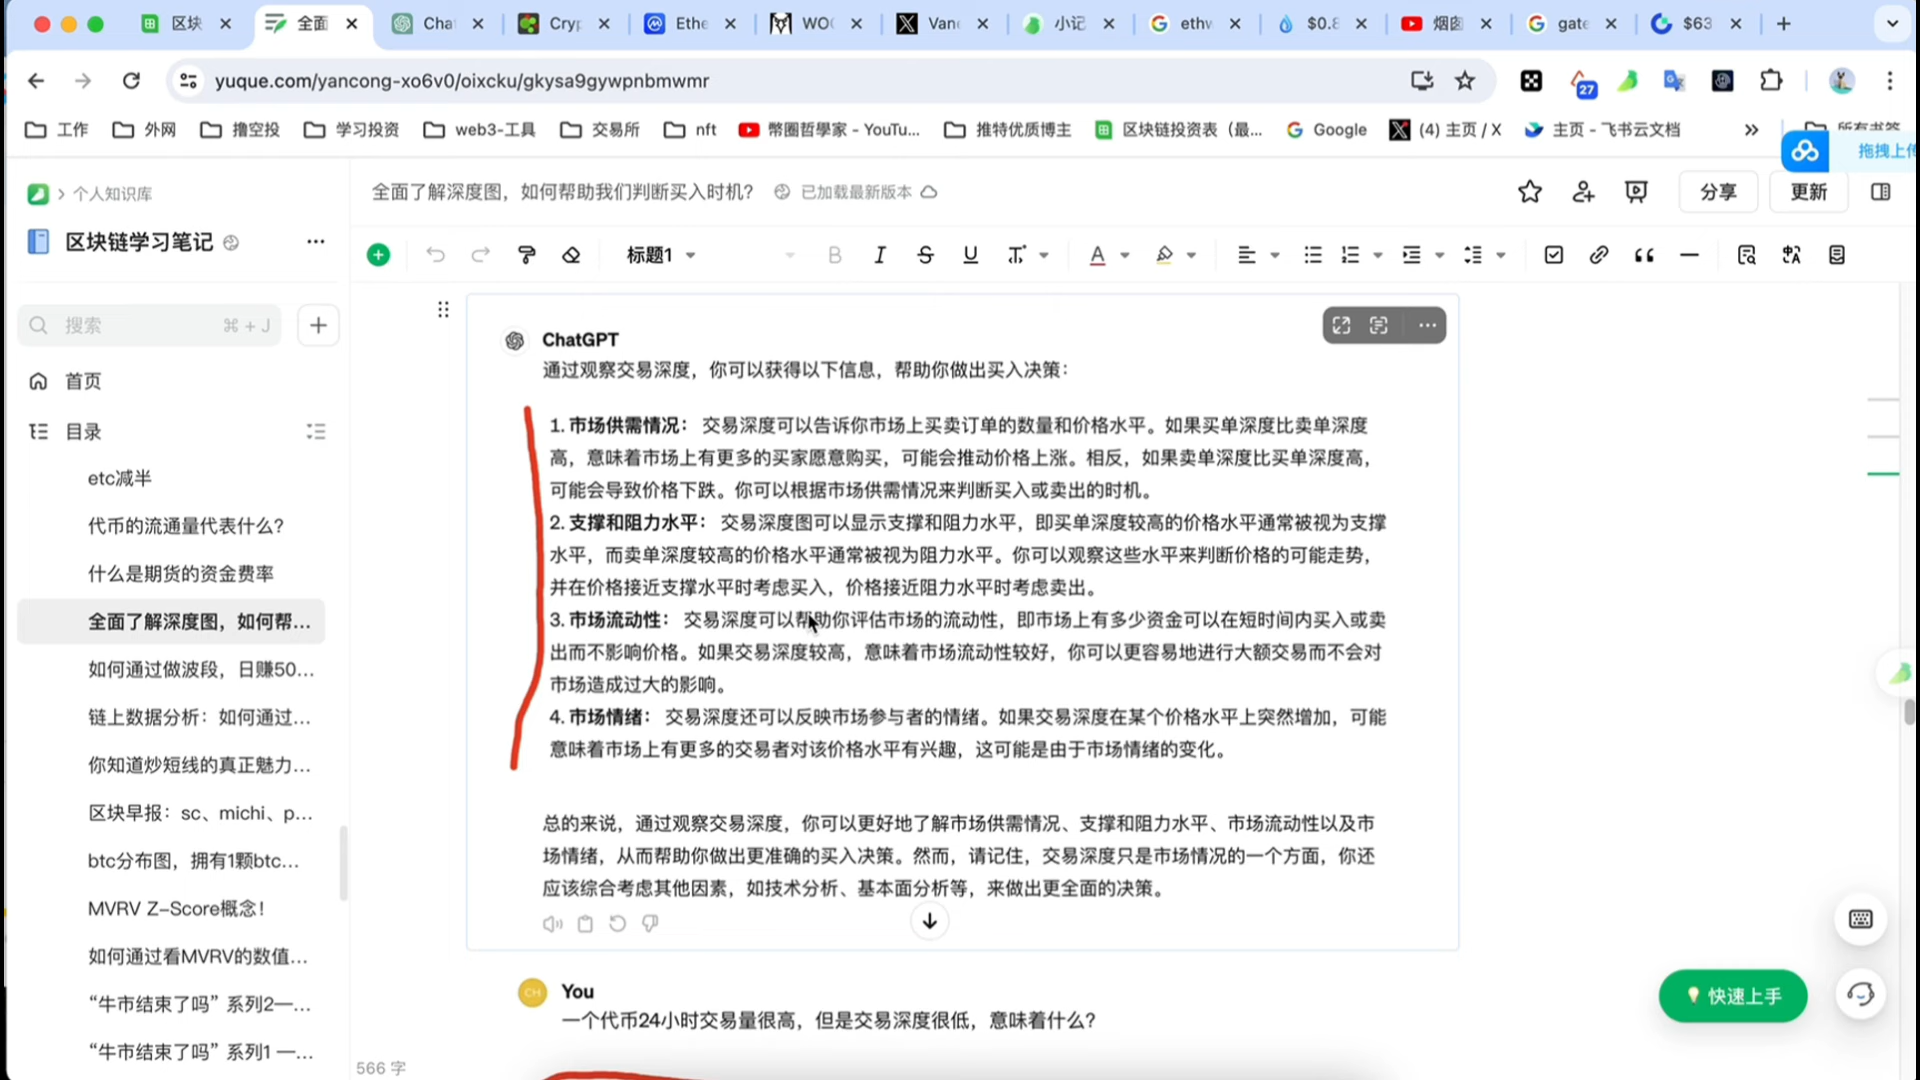 区块
全面
Cha
Cryp
Ethe
WOO
Van
小记
ethw
$0.8
烟囱
gate
$63
yuque.com/yancong-xo6v0/oixcku/gkysa9gywpnbmwmr
27
工作
外网
撸空投
学习投资
web3-工具
交易所
nft
幣圈哲學家 - YouTu...
推特优质博主
区块链投资表（最...
Google
(4) 主页 / X
主页 - 飞书云文档
所有书签
拖拽上传
个人知识库
全面了解深度图，如何帮助我们判断买入时机？
已加载最新版本
分享
更新
区块链学习笔记
标题1
搜索
⌘ + J
首页
目录
etc减半
代币的流通量代表什么？
什么是期货的资金费率
全面了解深度图，如何帮...
如何通过做波段，日赚50...
链上数据分析：如何通过...
你知道炒短线的真正魅力...
区块早报：sc、michi、p...
btc分布图，拥有1颗btc...
MVRV Z-Score概念！
如何通过看MVRV的数值...
“牛市结束了吗”系列2—...
“牛市结束了吗”系列1 —...
ChatGPT
通过观察交易深度，你可以获得以下信息，帮助你做出买入决策：
1. 市场供需情况： 交易深度可以告诉你市场上买卖订单的数量和价格水平。如果买单深度比卖单深度
高，意味着市场上有更多的买家愿意购买，可能会推动价格上涨。相反，如果卖单深度比买单深度高，
可能会导致价格下跌。你可以根据市场供需情况来判断买入或卖出的时机。
2. 支撑和阻力水平： 交易深度图可以显示支撑和阻力水平，即买单深度较高的价格水平通常被视为支撑
水平，而卖单深度较高的价格水平通常被视为阻力水平。你可以观察这些水平来判断价格的可能走势，
并在价格接近支撑水平时考虑买入，价格接近阻力水平时考虑卖出。
3. 市场流动性： 交易深度可以帮助你评估市场的流动性，即市场上有多少资金可以在短时间内买入或卖
出而不影响价格。如果交易深度较高，意味着市场流动性较好，你可以更容易地进行大额交易而不会对
市场造成过大的影响。
4. 市场情绪： 交易深度还可以反映市场参与者的情绪。如果交易深度在某个价格水平上突然增加，可能
意味着市场上有更多的交易者对该价格水平有兴趣，这可能是由于市场情绪的变化。
总的来说，通过观察交易深度，你可以更好地了解市场供需情况、支撑和阻力水平、市场流动性以及市
场情绪，从而帮助你做出更准确的买入决策。然而，请记住，交易深度只是市场情况的一个方面，你还
应该综合考虑其他因素，如技术分析、基本面分析等，来做出更全面的决策。
CH
You
一个代币24小时交易量很高，但是交易深度很低，意味着什么？
快速上手
566 字